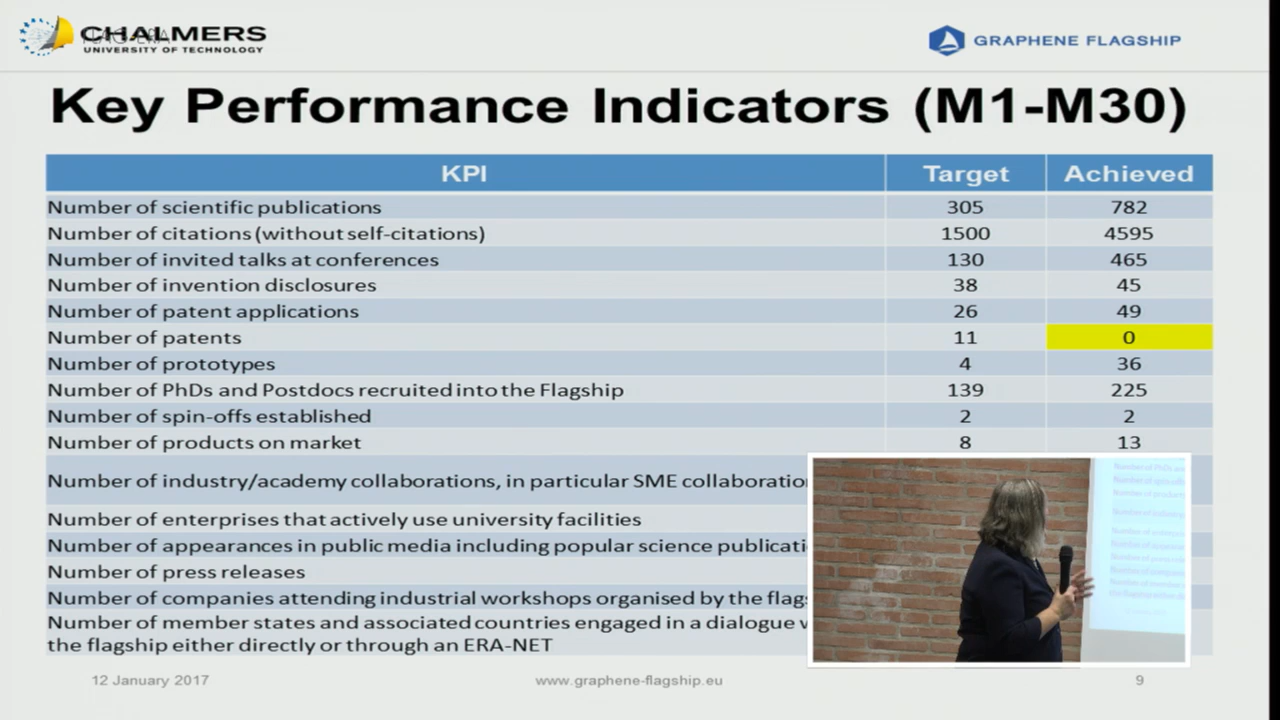 CHALMERS
UNIVERSITY OF TECHNOLOGY
FLAG-ERA
GRAPHENE FLAGSHIP
Key Performance Indicators (M1-M30)
KPI Target Achieved
Number of scientific publications 305 782
Number of citations (without self-citations) 1500 4595
Number of invited talks at conferences 130 465
Number of invention disclosures 38 45
Number of patent applications 26 49
Number of patents 11 0
Number of prototypes 4 36
Number of PhDs and Postdocs recruited into the Flagship 139 225
Number of spin-offs established 2 2
Number of products on market 8 13
Number of industry/academy collaborations, in particular SME
Number of enterprises that actively use university facilities
Number of appearances in public media including popular science
Number of press releases
Number of companies attending industrial workshops organised by the
Number of member states and associated countries engaged in a dialogue
the flagship either directly or through an ERA-NET
12 January 2017
www.graphene-flagship.eu
9